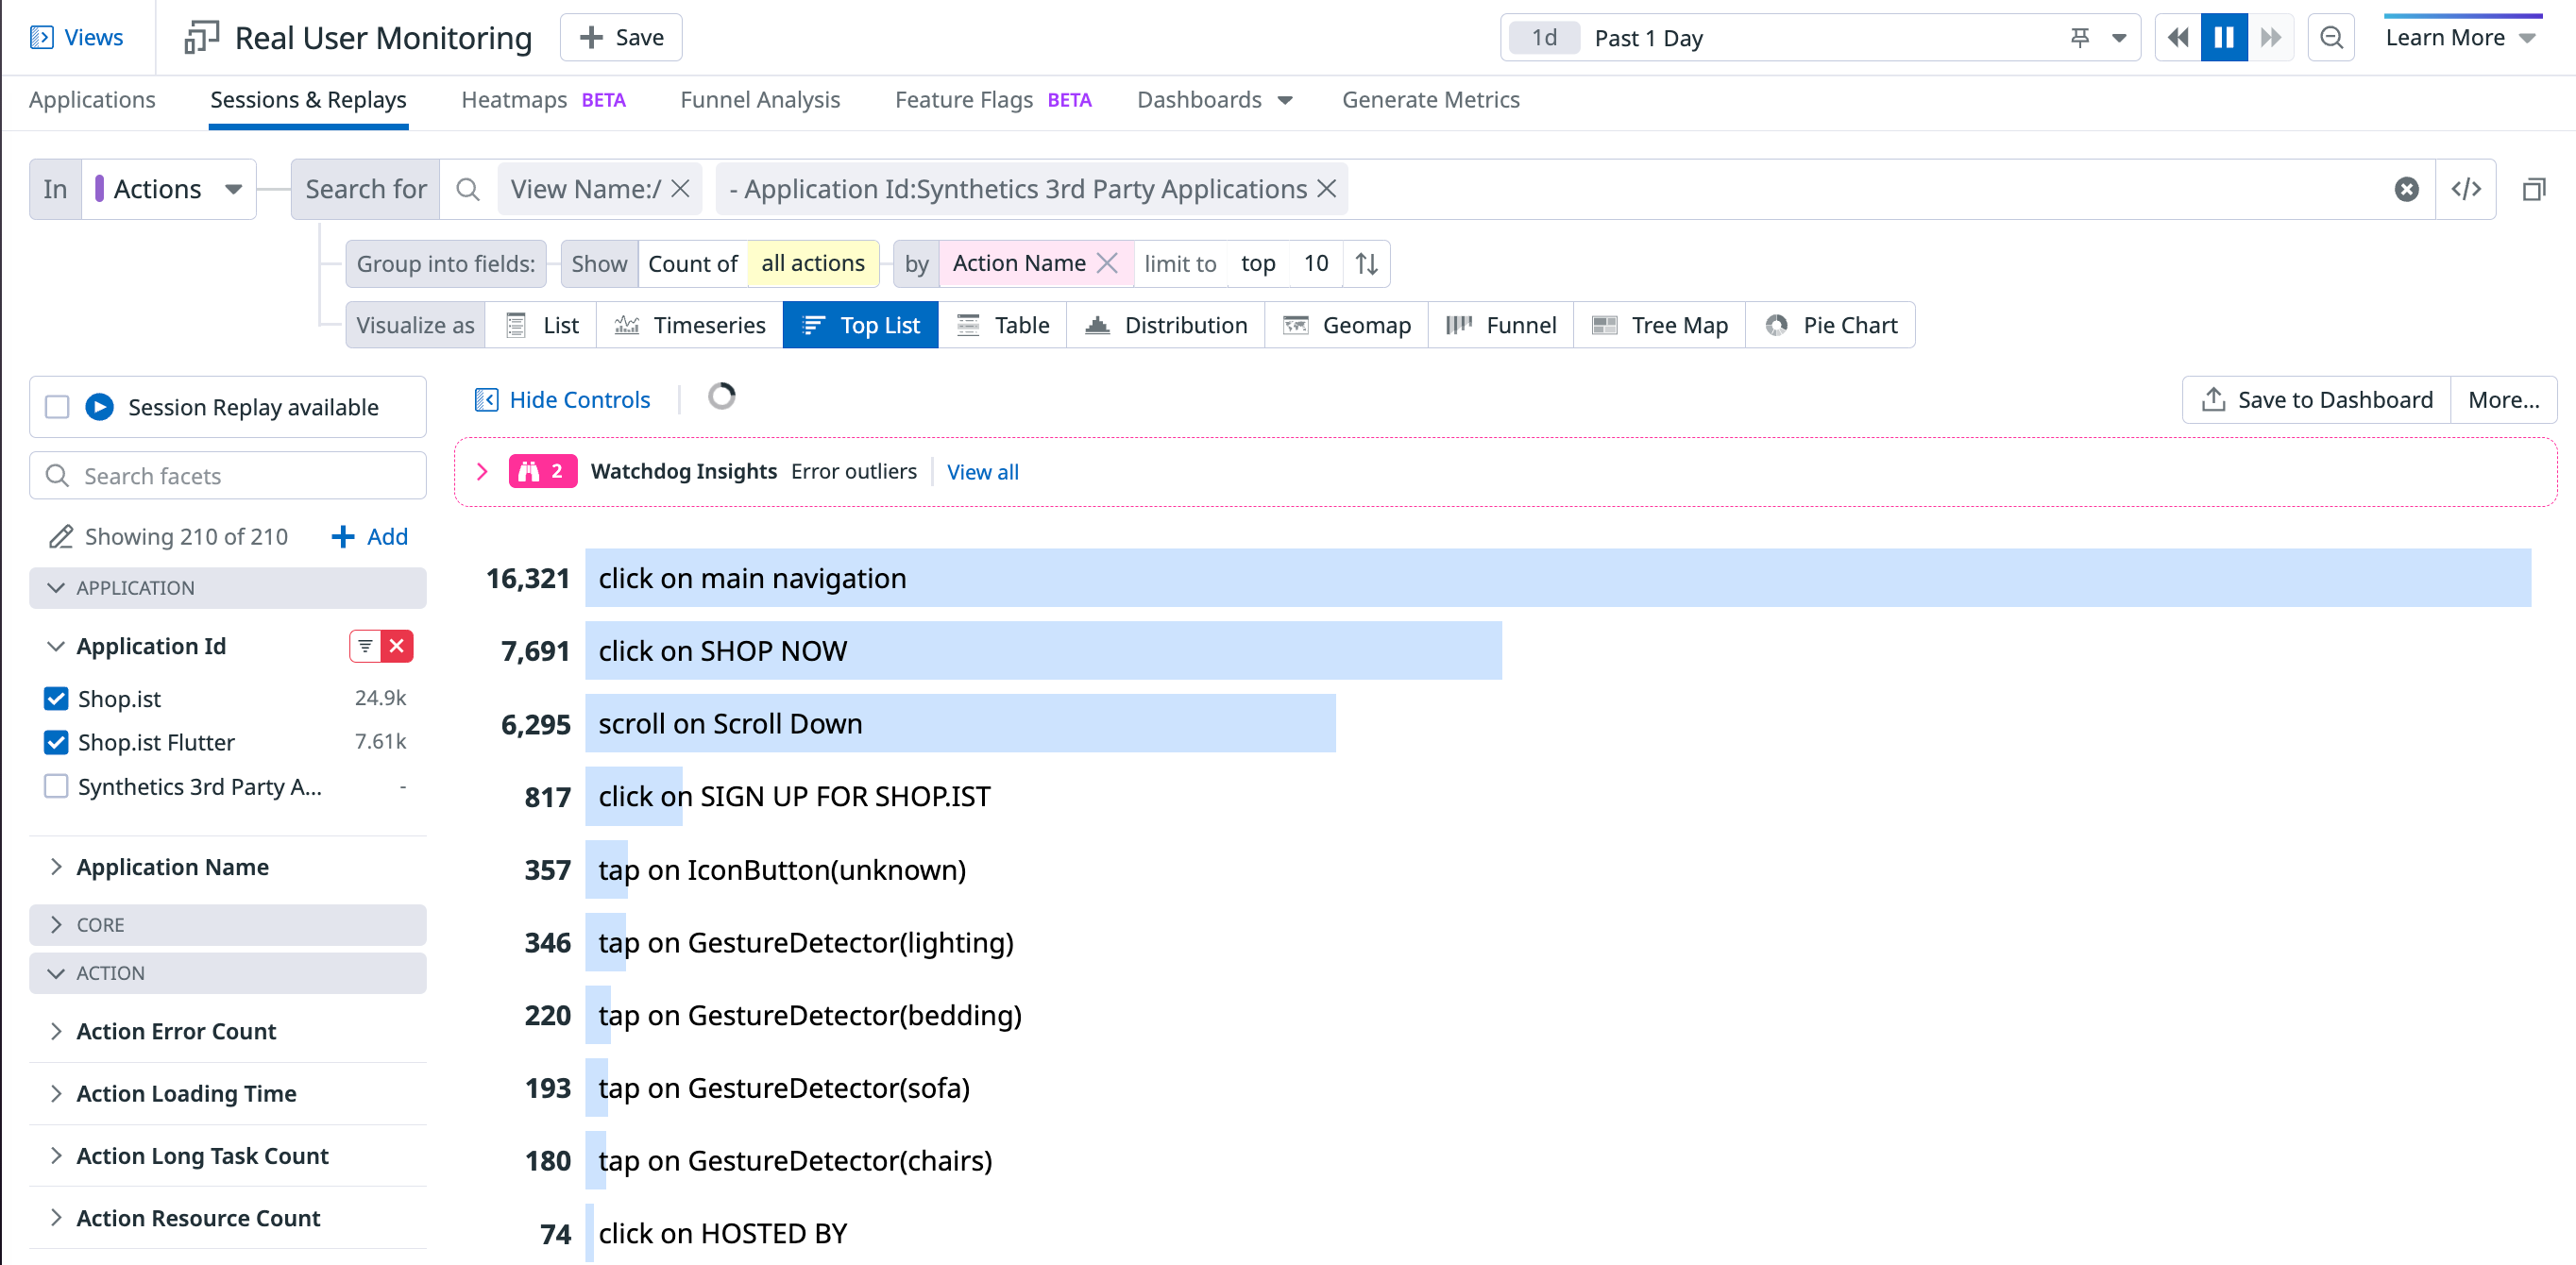 Views
Real User Monitoring
Save
1d Past 1 Day
Learn More
Applications
Sessions & Replays
Heatmaps BETA
Funnel Analysis
Feature Flags BETA
Dashboards
Generate Metrics
In Actions
Search for
View Name:/
- Application Id:Synthetics 3rd Party Applications
</>
Group into fields: Show Count of all actions by Action Name limit to top 10
Visualize as List Timeseries Top List Table Distribution Geomap Funnel Tree Map Pie Chart
Session Replay available
Hide Controls
Save to Dashboard
More...
Search facets
2 Watchdog Insights Error outliers View all
Showing 210 of 210
Add
APPLICATION
Application Id
Shop.ist 24.9k
Shop.ist Flutter 7.61k
Synthetics 3rd Party A... -
Application Name
CORE
ACTION
Action Error Count
Action Loading Time
Action Long Task Count
Action Resource Count
16,321 click on main navigation
7,691 click on SHOP NOW
6,295 scroll on Scroll Down
817 click on SIGN UP FOR SHOP.IST
357 tap on IconButton(unknown)
346 tap on GestureDetector(lighting)
220 tap on GestureDetector(bedding)
193 tap on GestureDetector(sofa)
180 tap on GestureDetector(chairs)
74 click on HOSTED BY